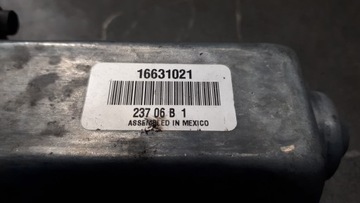 16631021
237 06 B 1
ASSEMBLED IN MEXICO